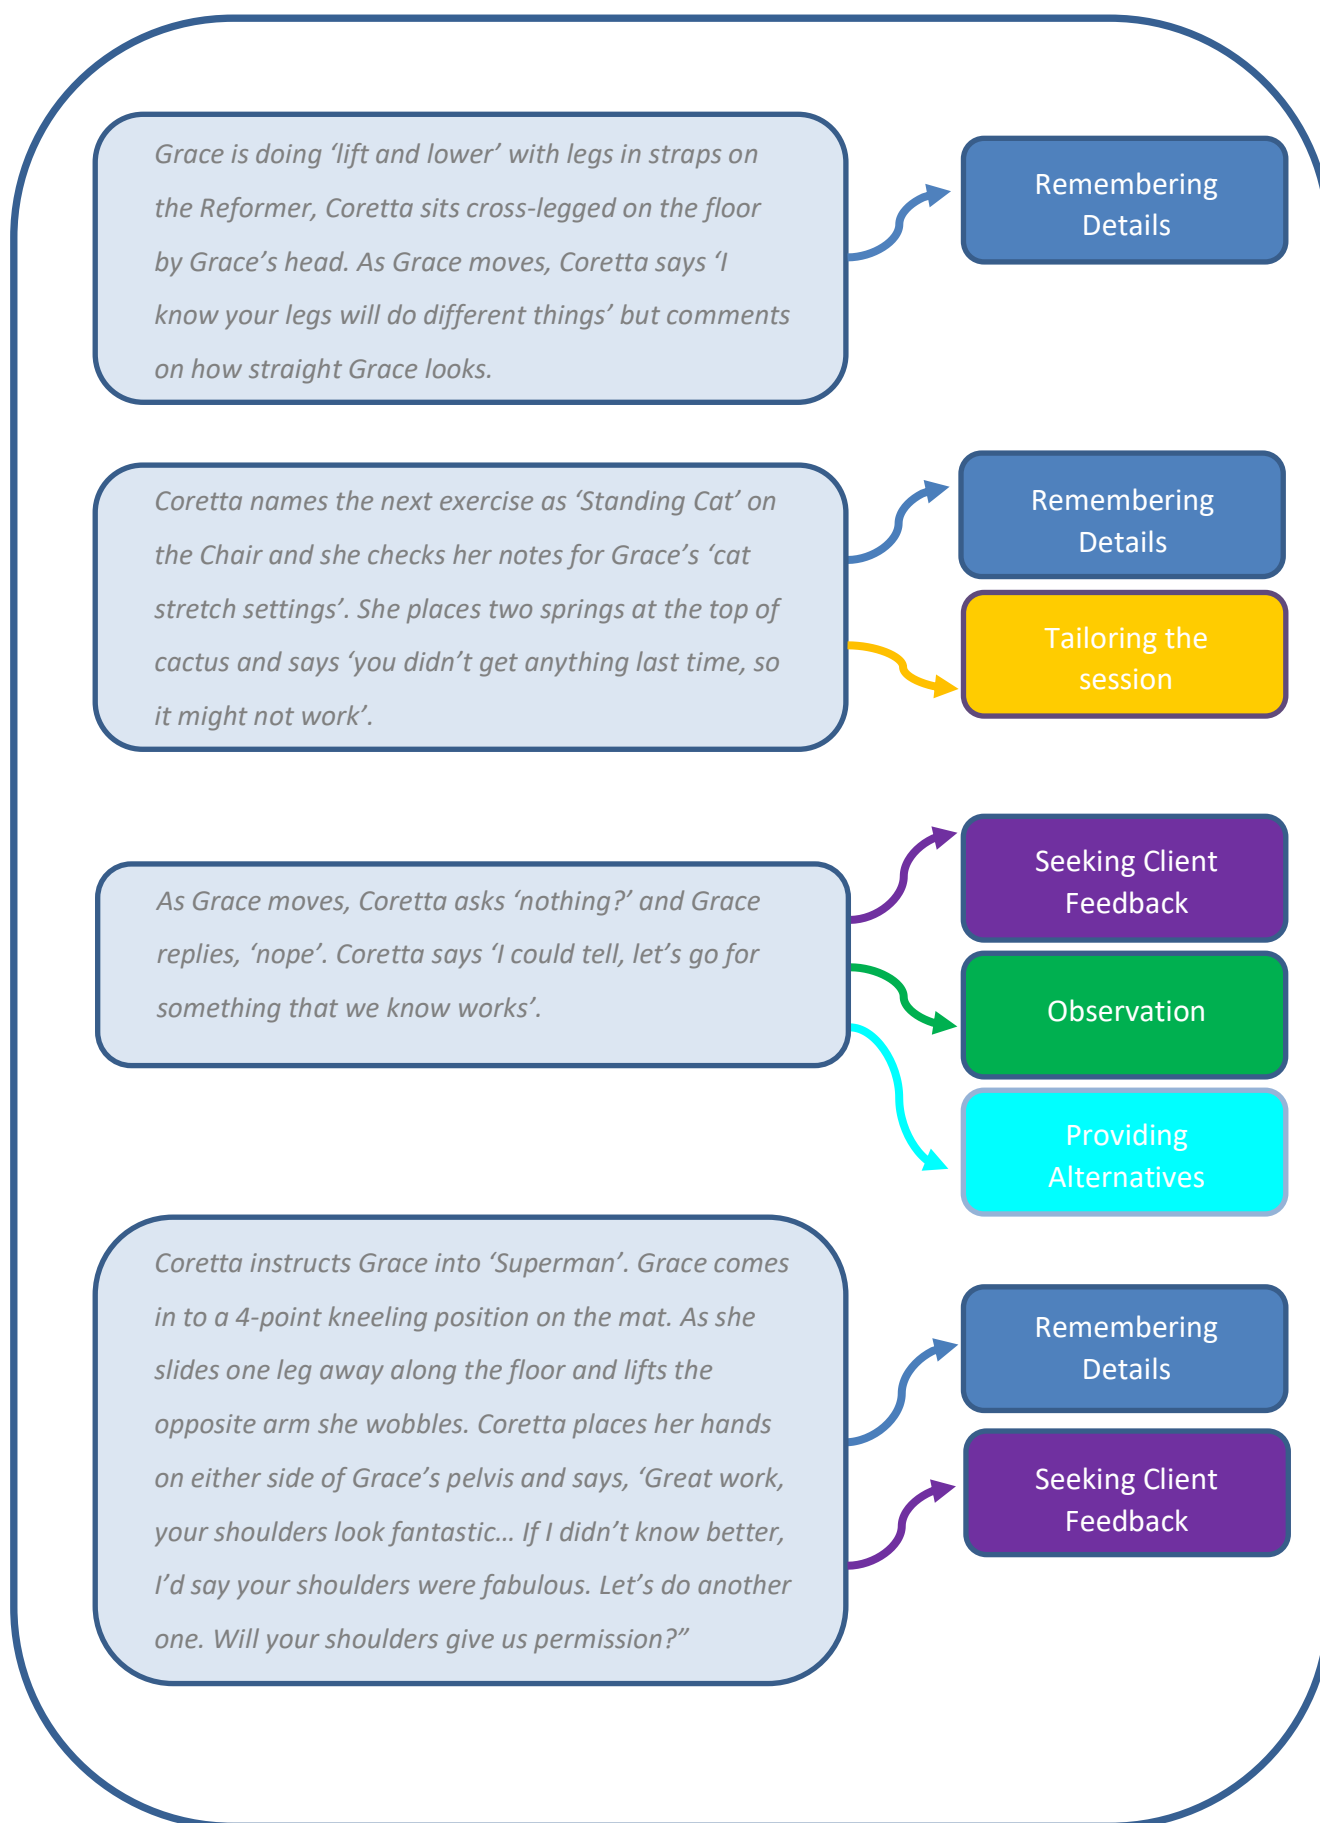 Grace is doing ‘lift and lower’ with legs in straps on
the Reformer, Coretta sits cross-legged on the floor
by Grace’s head. As Grace moves, Coretta says ‘I
know your legs will do different things’ but comments
on how straight Grace looks.
Remembering
Details
Coretta names the next exercise as ‘Standing Cat’ on
the Chair and she checks her notes for Grace’s ‘cat
stretch settings’. She places two springs at the top of
cactus and says ‘you didn’t get anything last time, so
it might not work’.
Remembering
Details
Tailoring the
session
As Grace moves, Coretta asks ‘nothing?’ and Grace
replies, ‘nope’. Coretta says ‘I could tell, let’s go for
something that we know works’.
Seeking Client
Feedback
Observation
Providing
Alternatives
Coretta instructs Grace into ‘Superman’. Grace comes
in to a 4-point kneeling position on the mat. As she
slides one leg away along the floor and lifts the
opposite arm she wobbles. Coretta places her hands
on either side of Grace’s pelvis and says, ‘Great work,
your shoulders look fantastic… If I didn’t know better,
I’d say your shoulders were fabulous. Let’s do another
one. Will your shoulders give us permission?”
Remembering
Details
Seeking Client
Feedback